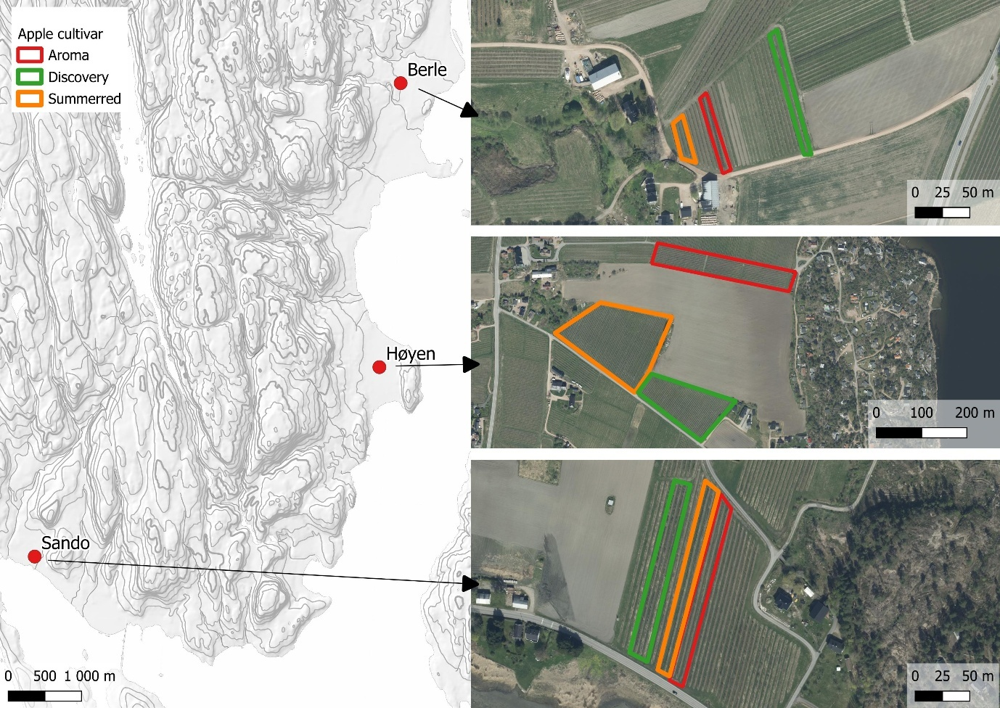 Apple cultivar
Aroma
Discovery
Summerred
Berle
Høyen
Sando
0 500 1 000 m
0 25 50 m
0 100 200 m
0 25 50 m